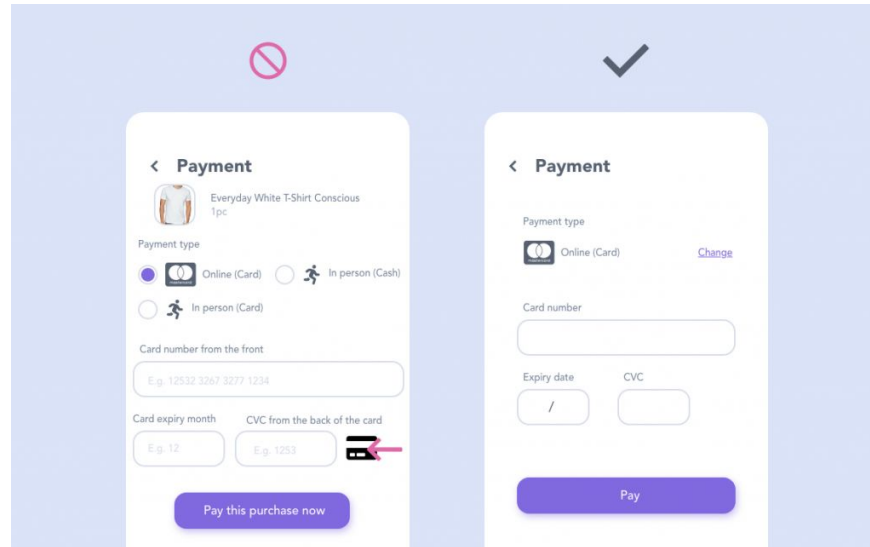 Payment
Everyday White T-Shirt Conscious
1pc
Payment type
Online (Card) In person (Cash)
In person (Card)
Card number from the front
E.g. 12532 3267 3277 1234
Card expiry month CVC from the back of the card
E.g. 12 E.g. 1253
Pay this purchase now
Payment
Payment type
Online (Card) Change
Card number
Expiry date CVC
/
Pay